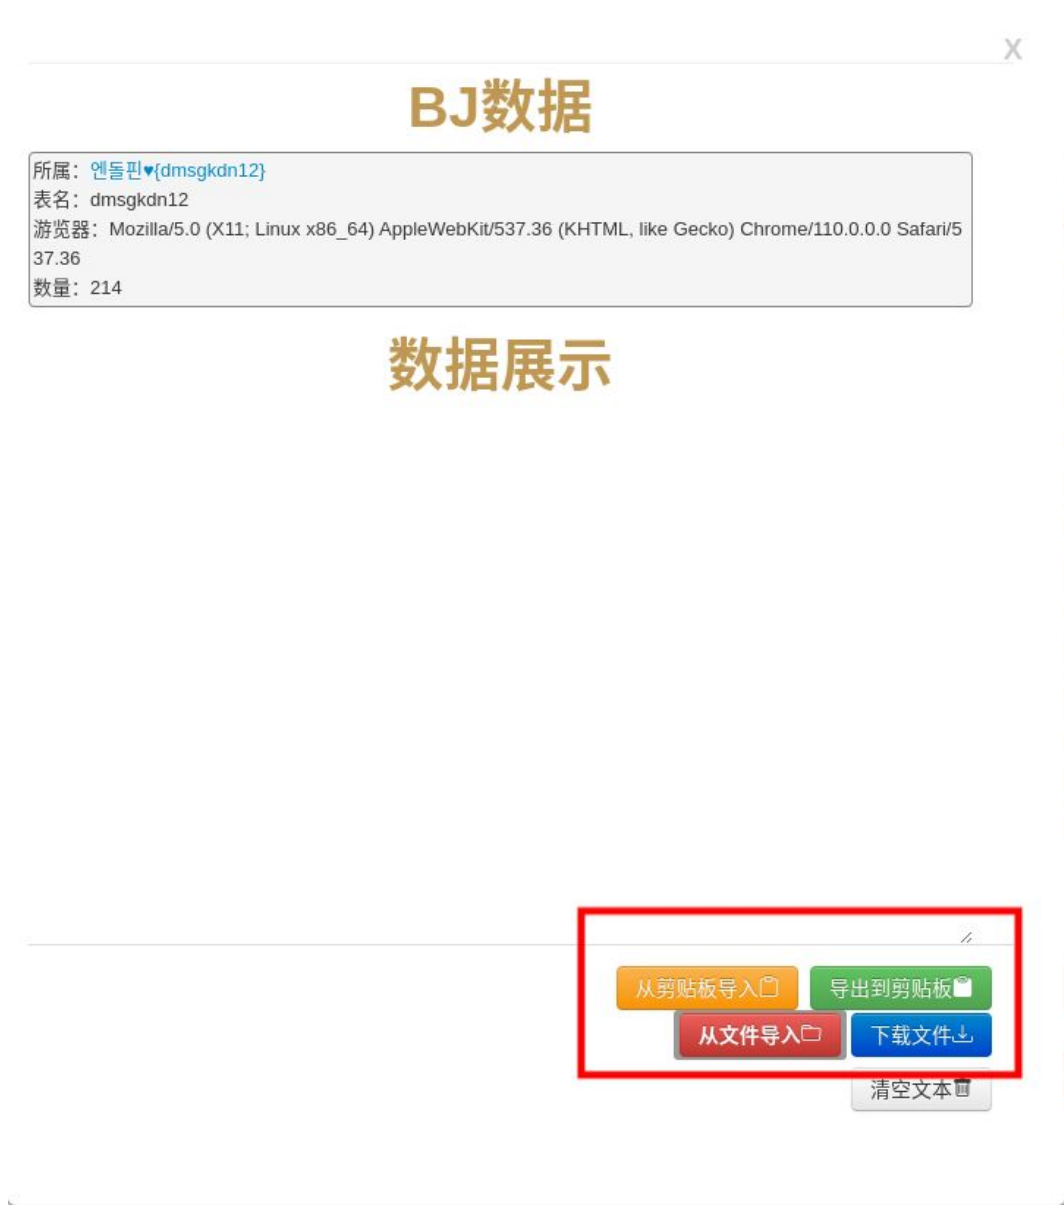 X
BJ数据
所属：엔돌핀♥{dmsgkdn12}
表名：dmsgkdn12
游览器：Mozilla/5.0 (X11; Linux x86_64) AppleWebKit/537.36 (KHTML, like Gecko) Chrome/110.0.0.0 Safari/5
37.36
数量：214
数据展示
从剪贴板导入 导出到剪贴板
从文件导入 下载文件
清空文本